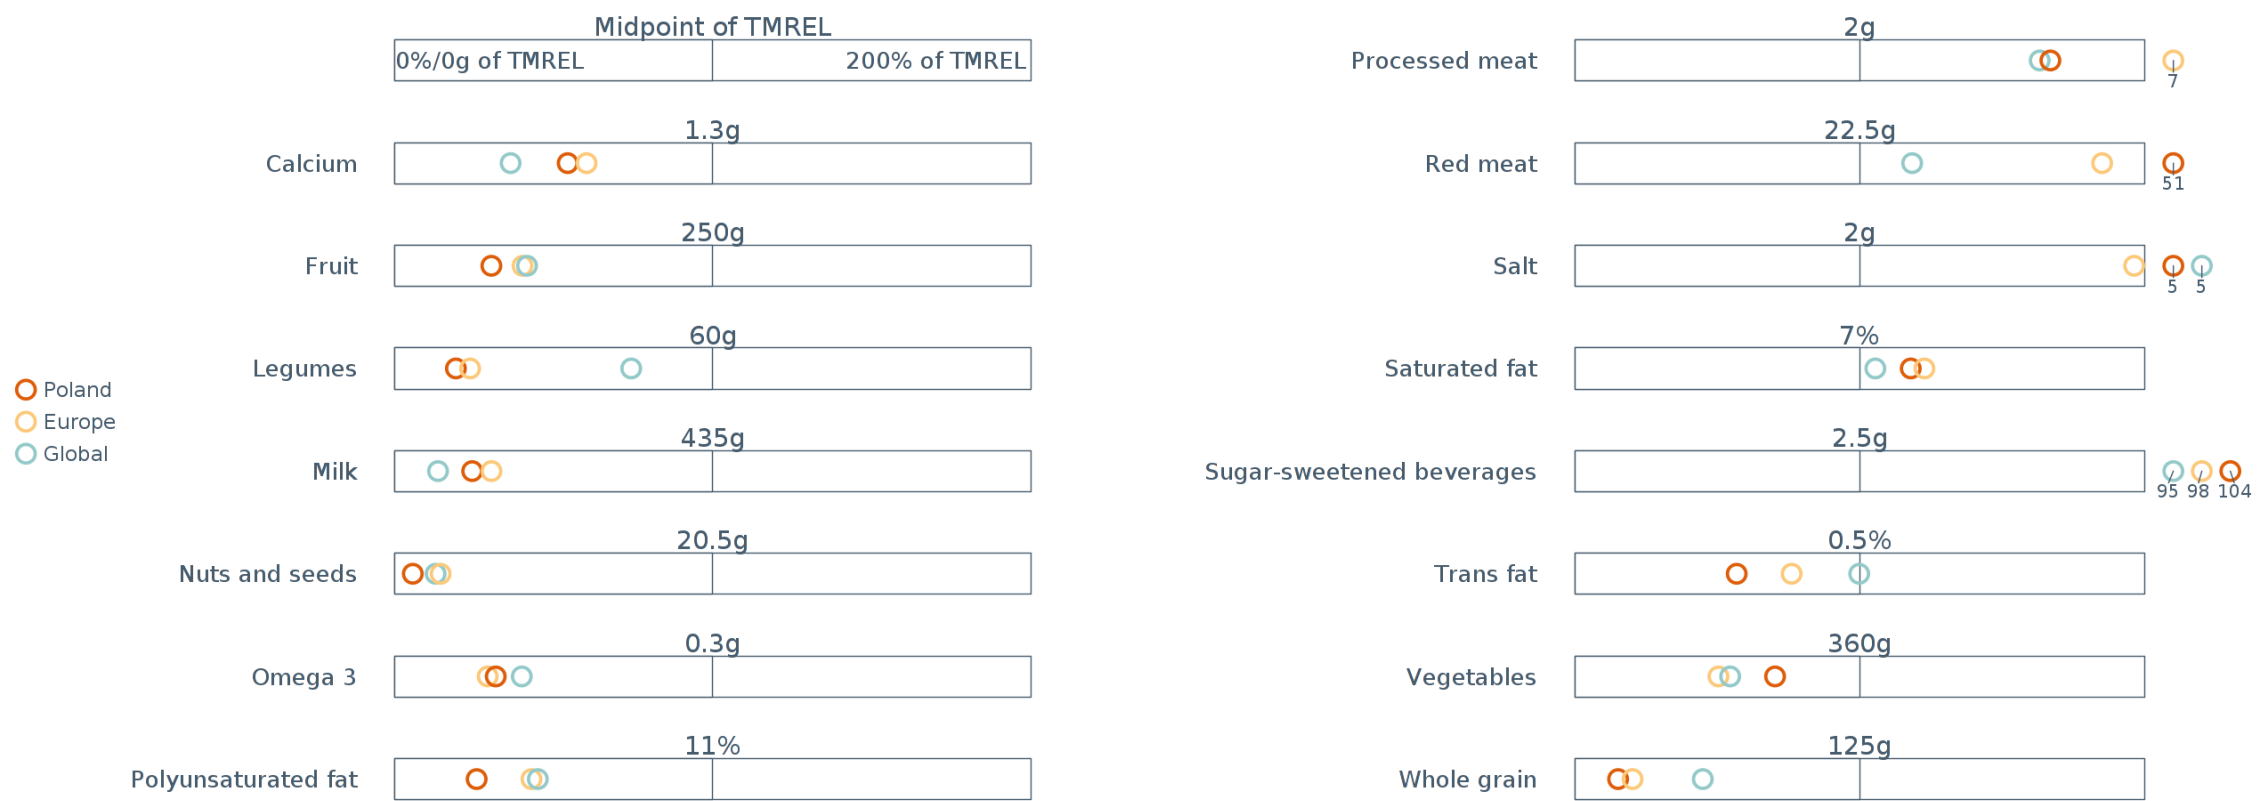 Midpoint of TMREL
0%/0g of TMREL
200% of TMREL
1.3g
Calcium
250g
Fruit
60g
Legumes
435g
Milk
20.5g
Nuts and seeds
0.3g
Omega 3
11%
Polyunsaturated fat
Poland
Europe
Global
2g
Processed meat
7
22.5g
Red meat
51
2g
Salt
5 5
7%
Saturated fat
2.5g
Sugar-sweetened beverages
95 98 104
0.5%
Trans fat
360g
Vegetables
125g
Whole grain